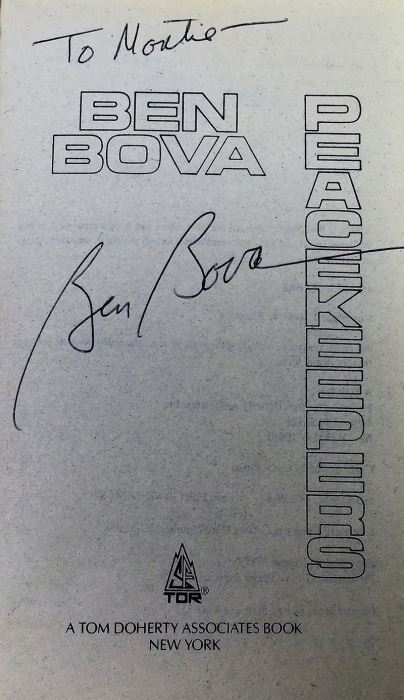 To Montie
BEN
BOVA
PEACEKEEPERS
Ben Bova
TOR®
A TOM DOHERTY ASSOCIATES BOOK
NEW YORK